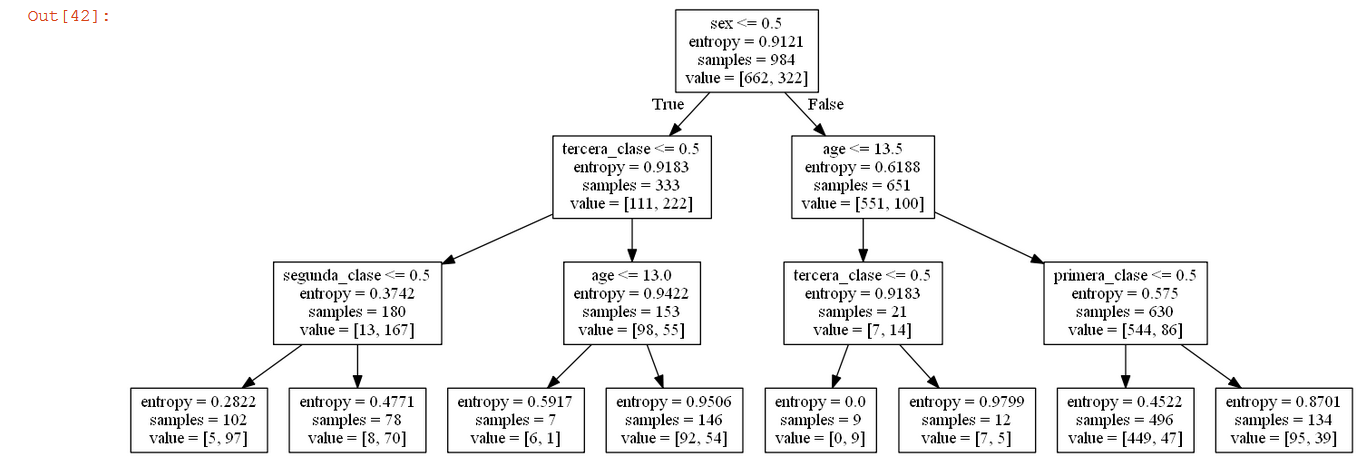 Out[42]:
sex <= 0.5
entropy = 0.9121
samples = 984
value = [662, 322]
True
False
tercera_clase <= 0.5
entropy = 0.9183
samples = 333
value = [111, 222]
age <= 13.5
entropy = 0.6188
samples = 651
value = [551, 100]
segunda_clase <= 0.5
entropy = 0.3742
samples = 180
value = [13, 167]
age <= 13.0
entropy = 0.9422
samples = 153
value = [98, 55]
tercera_clase <= 0.5
entropy = 0.9183
samples = 21
value = [7, 14]
primera_clase <= 0.5
entropy = 0.575
samples = 630
value = [544, 86]
entropy = 0.2822
samples = 102
value = [5, 97]
entropy = 0.4771
samples = 78
value = [8, 70]
entropy = 0.5917
samples = 7
value = [6, 1]
entropy = 0.9506
samples = 146
value = [92, 54]
entropy = 0.0
samples = 9
value = [0, 9]
entropy = 0.9799
samples = 12
value = [7, 5]
entropy = 0.4522
samples = 496
value = [449, 47]
entropy = 0.8701
samples = 134
value = [95, 39]